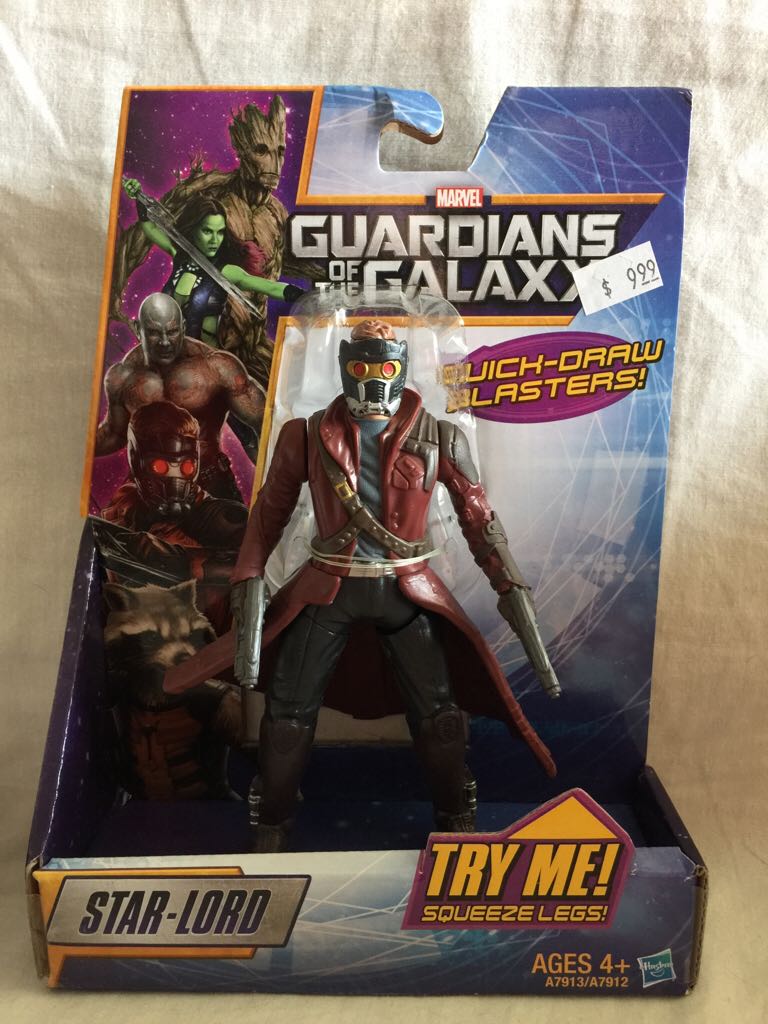 MARVEL
GUARDIANS
OF THE GALAXY
$ 999
QUICK-DRAW
BLASTERS!
TRY ME!
SQUEEZE LEGS!
STAR-LORD
AGES 4+
A7913/A7912
Hasbro